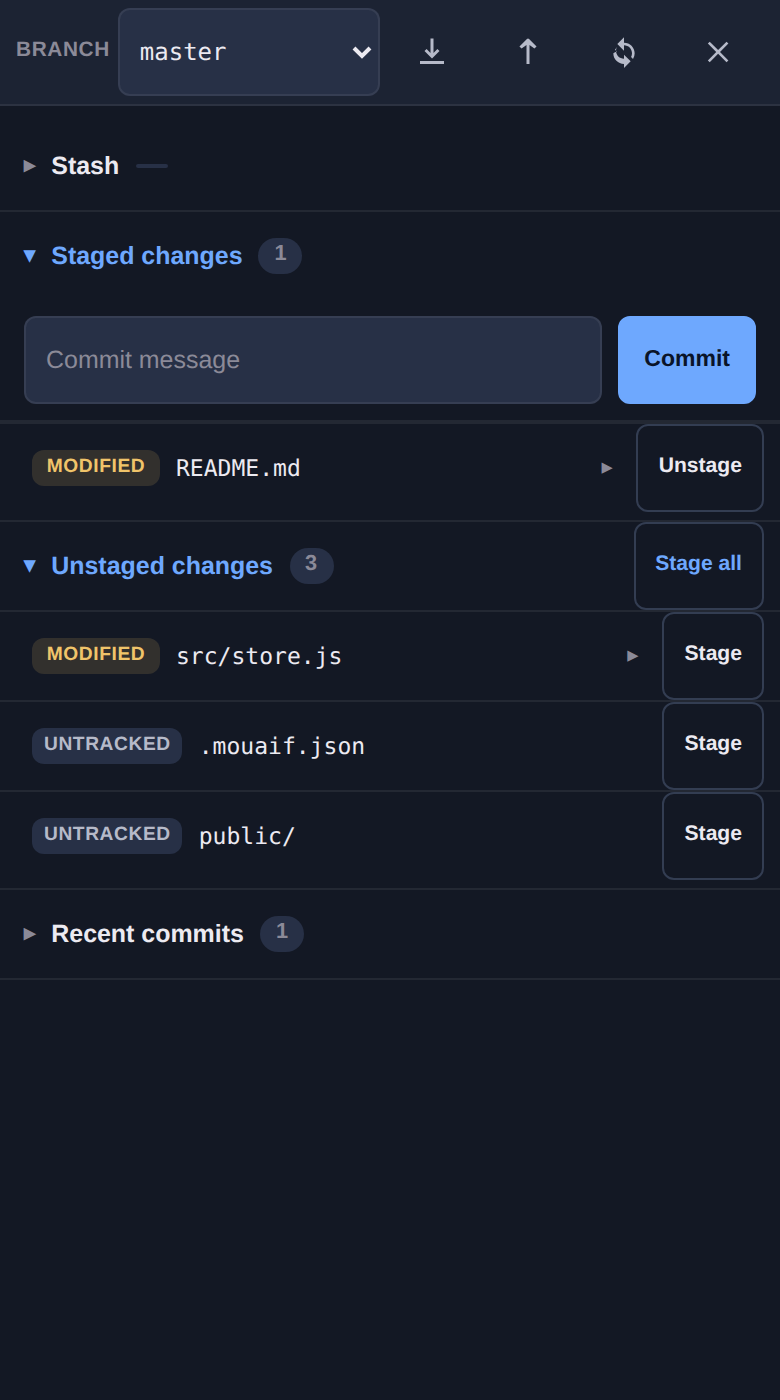 BRANCH master
Stash
Staged changes 1
Commit message Commit
MODIFIED README.md Unstage
Unstaged changes 3 Stage all
MODIFIED src/store.js Stage
UNTRACKED .mouaif.json Stage
UNTRACKED public/ Stage
Recent commits 1